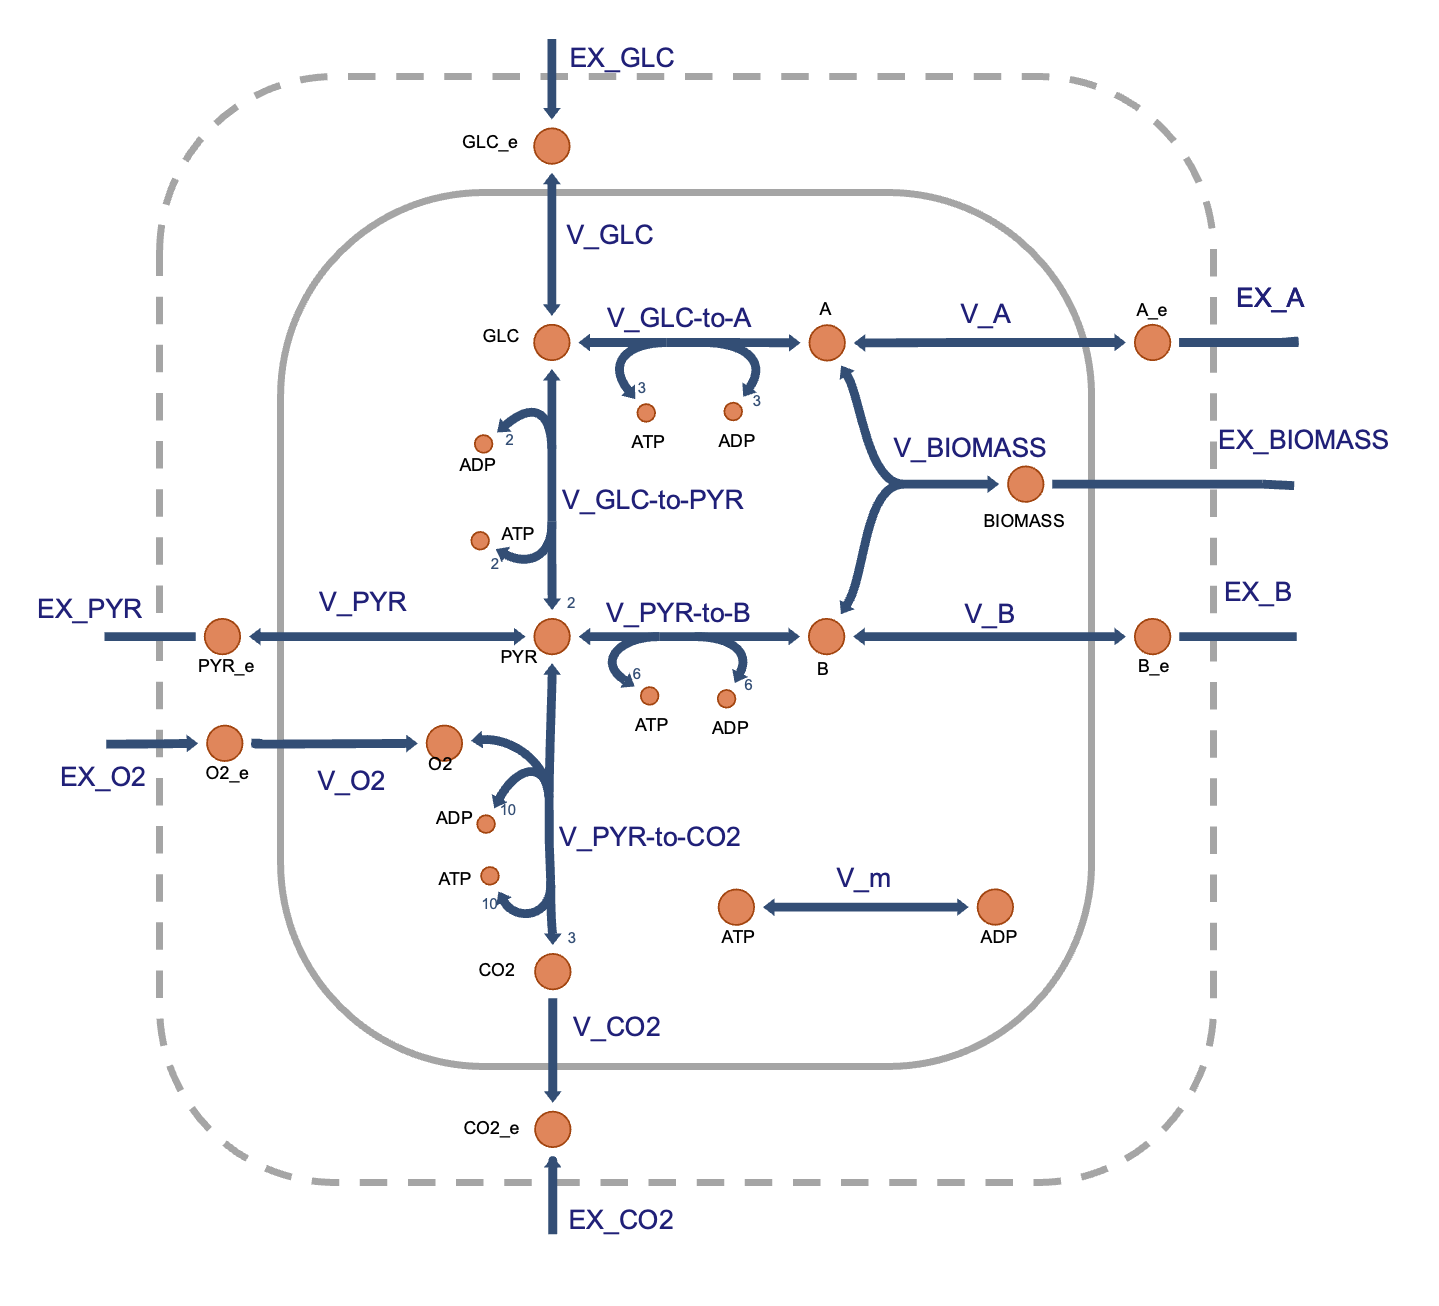 EX_GLC
GLC_e
V_GLC
GLC
V_GLC-to-A
A
V_A
A_e
EX_A
3
3
ATP
ADP
2
ADP
V_GLC-to-PYR
ATP
2
V_BIOMASS
EX_BIOMASS
BIOMASS
EX_PYR
PYR_e
V_PYR
2
PYR
V_PYR-to-B
B
V_B
B_e
EX_B
6
6
ATP
ADP
EX_O2
O2_e
V_O2
O2
ADP
10
V_PYR-to-CO2
ATP
10
3
V_m
ATP
ADP
CO2
V_CO2
CO2_e
EX_CO2